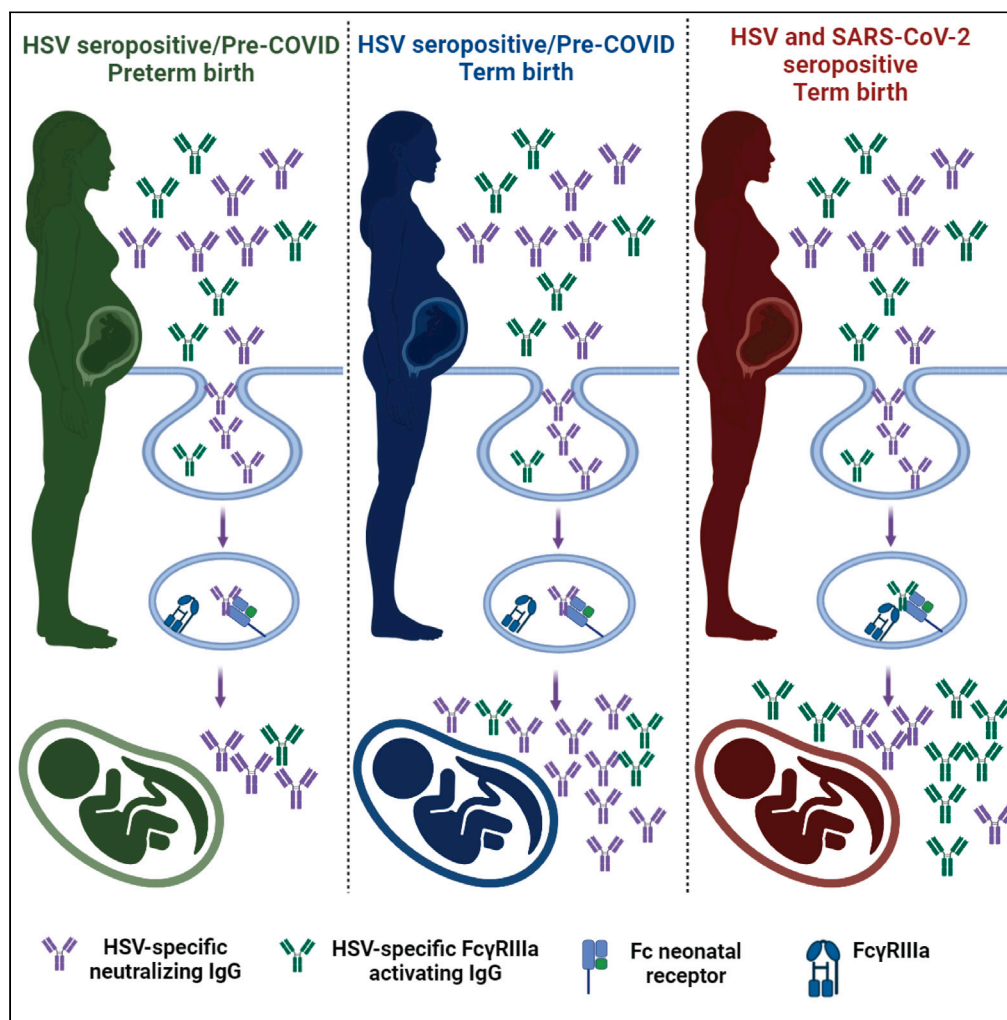 HSV seropositive/Pre-COVID
Preterm birth
HSV seropositive/Pre-COVID
Term birth
HSV and SARS-CoV-2
seropositive
Term birth
HSV-specific
neutralizing IgG
HSV-specific FcγRIIIa
activating IgG
Fc neonatal
receptor
FcγRIIIa